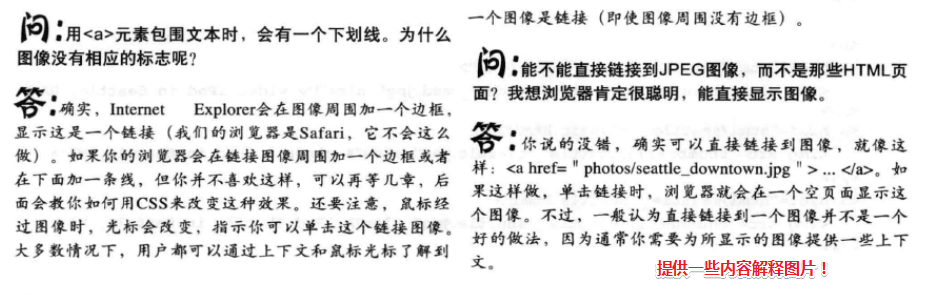 问：用<a>元素包围文本时，会有一个下划线。为什么
图像没有相应的标志呢？
答：确实，Internet Explorer会在图像周围加一个边框，
显示这是一个链接（我们的浏览器是Safari，它不会这么
做）。如果你的浏览器会在链接图像周围加一个边框或者
在下面加一条线，但你并不喜欢这样，可以再等几章，后
面会教你如何用CSS来改变这种效果。还要注意，鼠标经
过图像时，光标会改变，指示你可以单击这个链接图像。
大多数情况下，用户都可以通过上下文和鼠标光标了解到
一个图像是链接（即使图像周围没有边框）。
问：能不能直接链接到JPEG图像，而不是那些HTML页
面？我想浏览器肯定很聪明，能直接显示图像。
答：你说的没错，确实可以直接链接到图像，就像这
样：<a href=" photos/seattle_downtown.jpg " > ... </a>。如
果这样做，单击链接时，浏览器就会在一个空页面显示这
个图像。不过，一般认为直接链接到一个图像并不是一个
好的做法，因为通常你需要为所显示的图像提供一些上下
文。
提供一些内容解释图片！